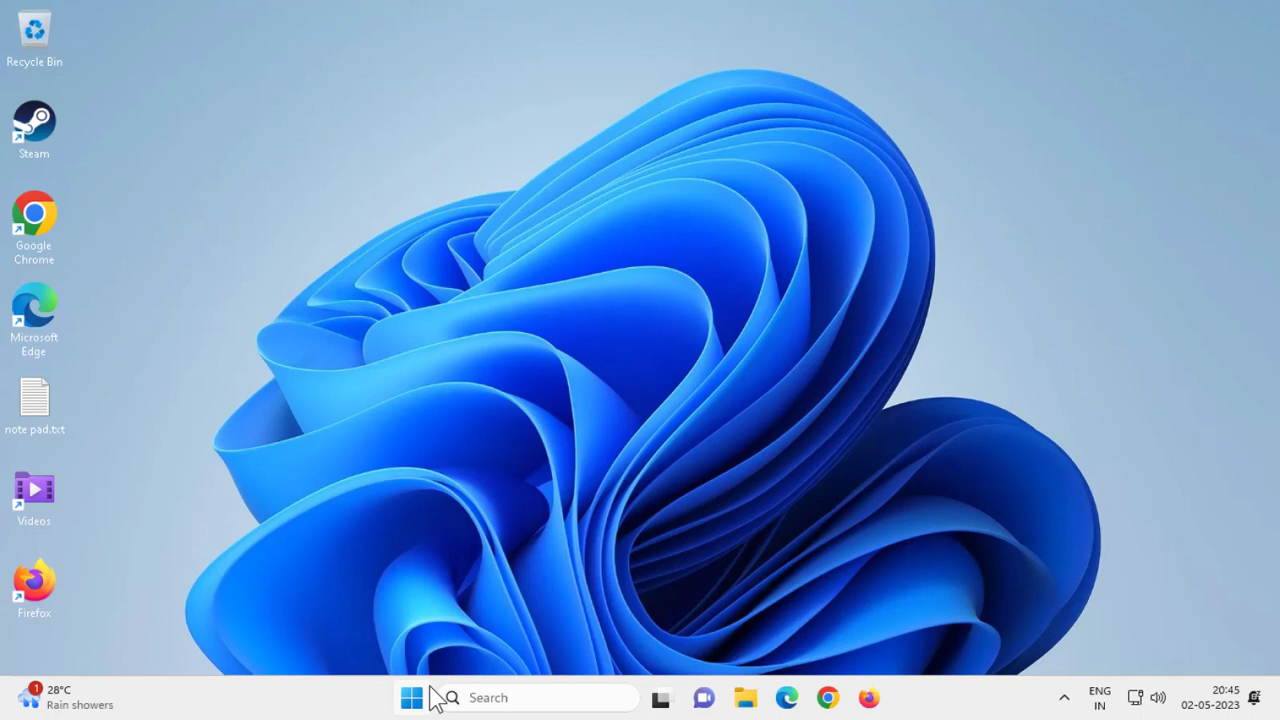 Recycle Bin
Steam
Google
Chrome
Microsoft
Edge
note pad.txt
Videos
Firefox
1
28°C
Rain showers
Search
ENG
IN
20:45
02-05-2023